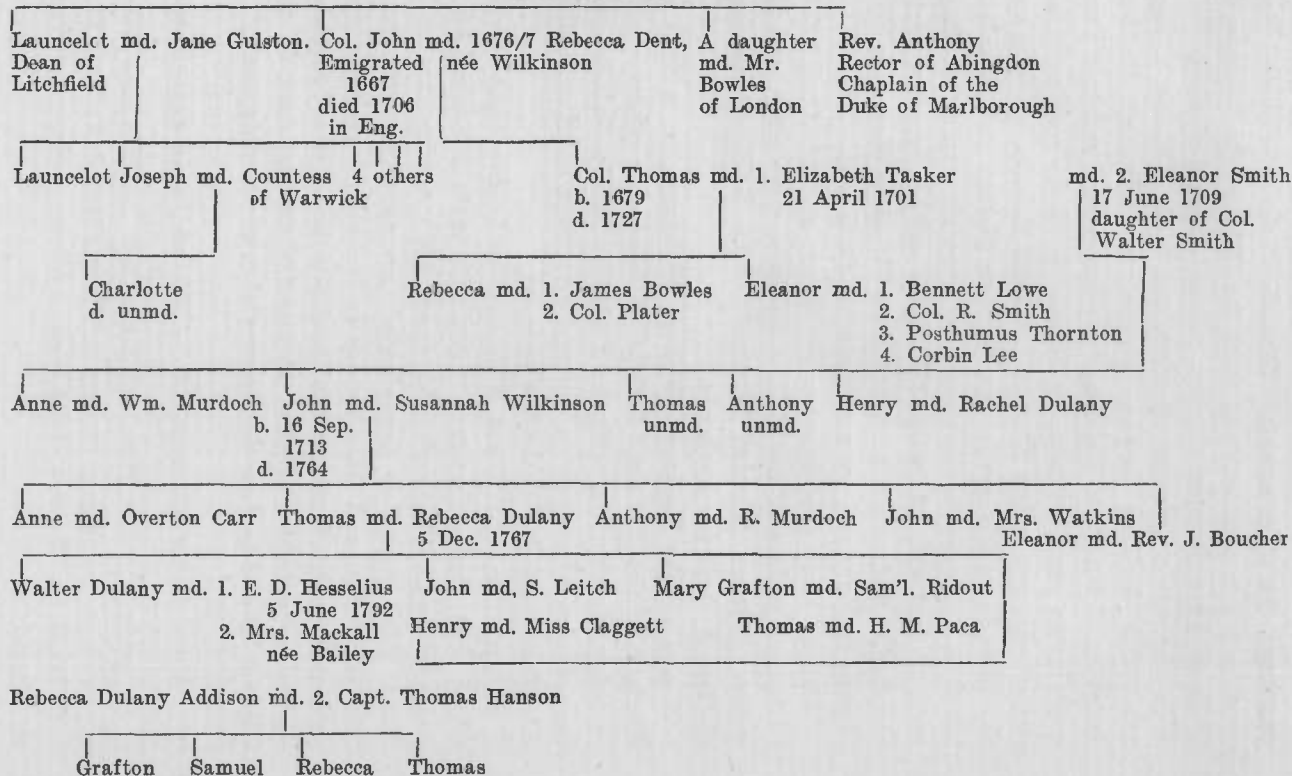 Launcelot md. Jane Gulston. Col. John md. 1676/7 Rebecca Dent, A daughter Rev. Anthony
Dean of Emigrated née Wilkinson md. Mr. Rector of Abingdon
Litchfield 1667 Bowles Chaplain of the
died 1706 of London Duke of Marlborough
in Eng.
Launcelot Joseph md. Countess 4 others Col. Thomas md. 1. Elizabeth Tasker md. 2. Eleanor Smith
of Warwick b. 1679 21 April 1701 17 June 1709
d. 1727 daughter of Col.
Walter Smith
Charlotte Rebecca md. 1. James Bowles Eleanor md. 1. Bennett Lowe
d. unmd. 2. Col. Plater 2. Col. R. Smith
3. Posthumus Thornton
4. Corbin Lee
Anne md. Wm. Murdoch John md. Susannah Wilkinson Thomas Anthony Henry md. Rachel Dulany
b. 16 Sep. unmd. unmd.
1713
d. 1764
Anne md. Overton Carr Thomas md. Rebecca Dulany Anthony md. R. Murdoch John md. Mrs. Watkins
5 Dec. 1767 Eleanor md. Rev. J. Boucher
Walter Dulany md. 1. E. D. Hesselius John md, S. Leitch Mary Grafton md. Sam'l. Ridout
5 June 1792
2. Mrs. Mackall Henry md. Miss Claggett Thomas md. H. M. Paca
née Bailey
Rebecca Dulany Addison md. 2. Capt. Thomas Hanson
Grafton Samuel Rebecca Thomas